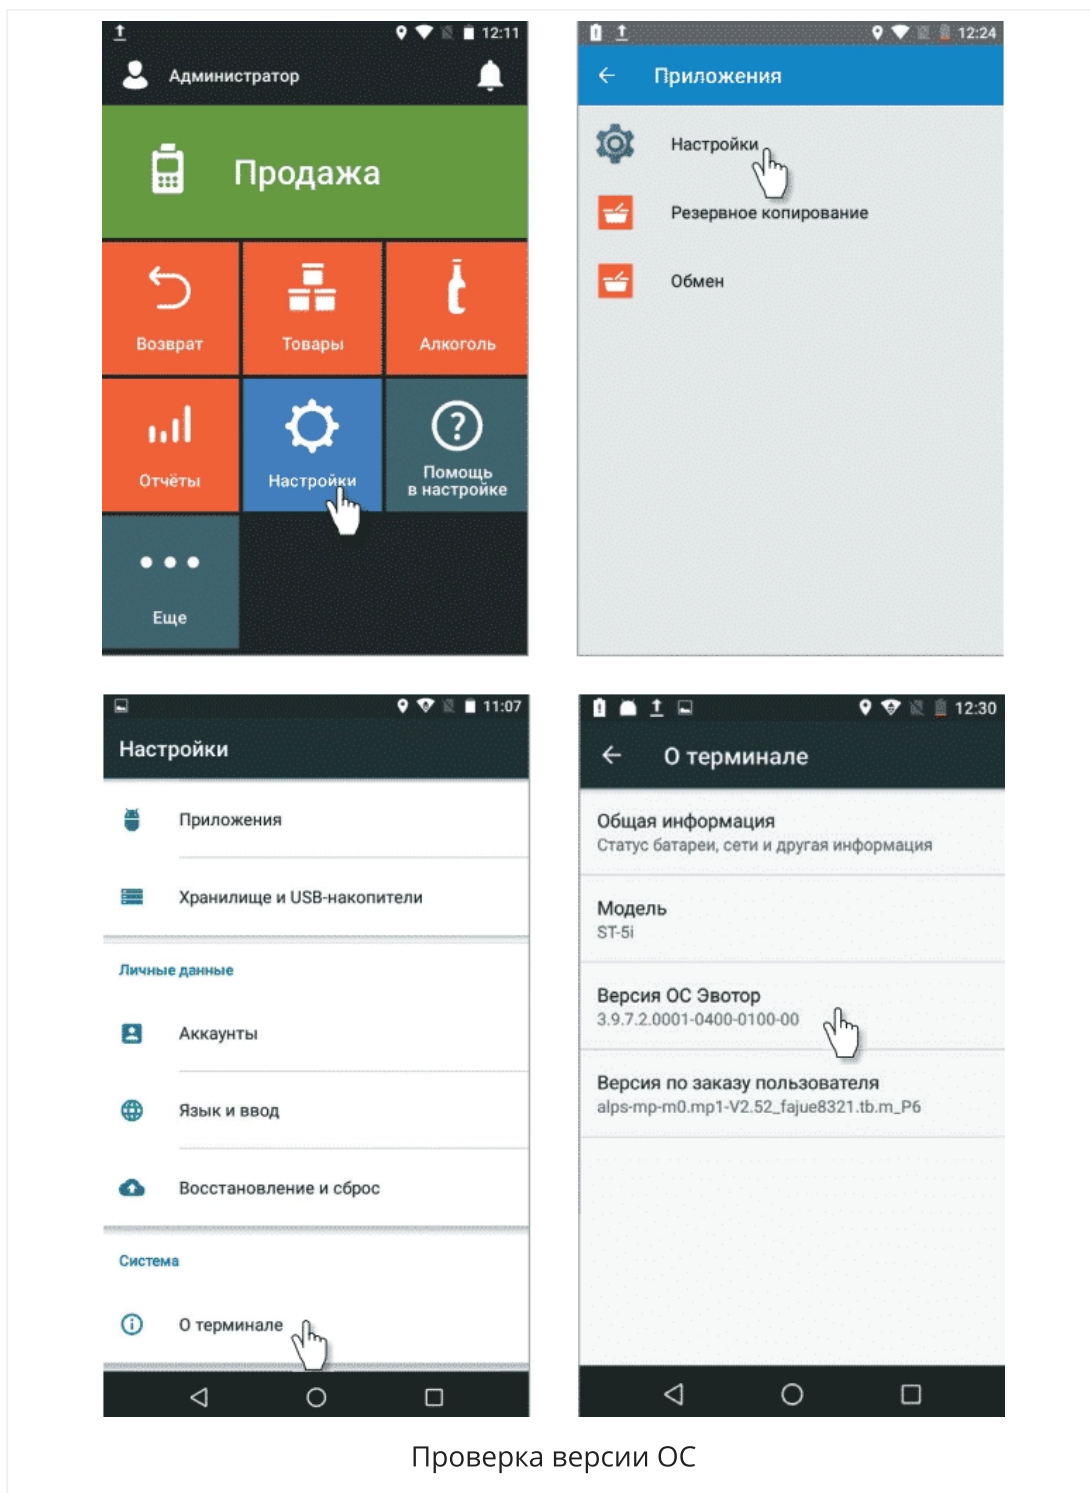 12:11
Администратор
Продажа
Возврат
Товары
Алкоголь
Отчёты
Настройки
Помощь
в настройке
Еще
12:24
Приложения
Настройки
Резервное копирование
Обмен
11:07
Настройки
Приложения
Хранилище и USB-накопители
Личные данные
Аккаунты
Язык и ввод
Восстановление и сброс
Система
О терминале
12:30
О терминале
Общая информация
Статус батареи, сети и другая информация
Модель
ST-5i
Версия ОС Эвотор
3.9.7.2.0001-0400-0100-00
Версия по заказу пользователя
alps-mp-m0.mp1-V2.52_fajue8321.tb.m_P6
Проверка версии ОС